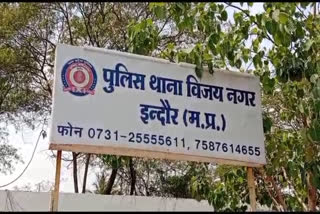 पुलिस थाना विजय नगर
इन्दौर (म.प्र.)
फोन 0731-25555611, 7587614655